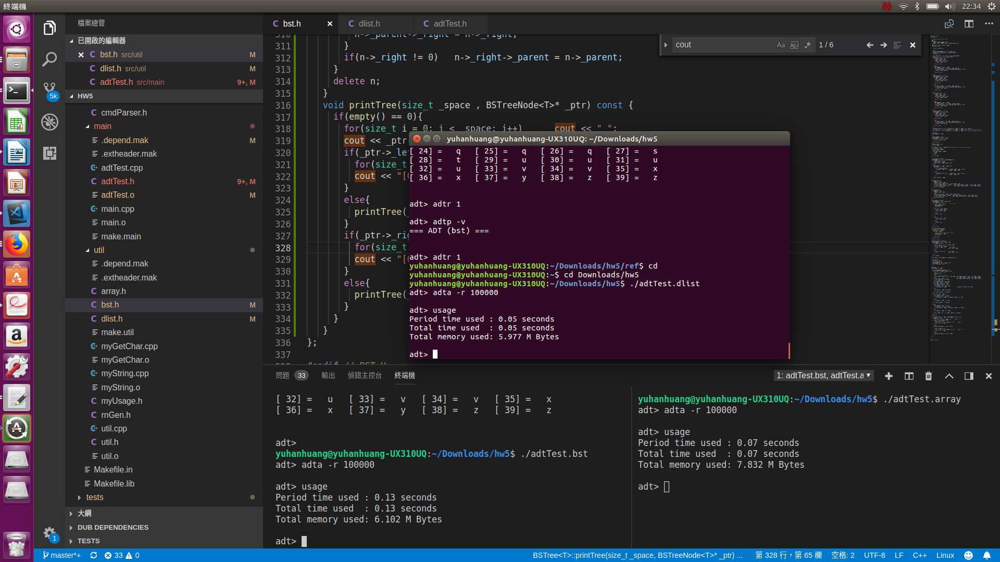 終端機
22:34
檔案總管
已開啟的編輯器
bst.h src/util M
dlist.h src/util M
adtTest.h src/main 9+, M
HW5
cmdParser.h
main
.depend.mak M
.extheader.mak
adtTest.cpp
adtTest.h 9+, M
adtTest.o M
main.cpp
main.o
make.main
util
.depend.mak
.extheader.mak
array.h
bst.h M
dlist.h M
make.util
myGetChar.cpp
myGetChar.o
myString.cpp
myString.o
myUsage.h
rnGen.h
util.cpp
util.h
util.o
Makefile.in
Makefile.lib
tests
大綱
DUB DEPENDENCIES
TESTS
5k
1
bst.h
dlist.h
adtTest.h
cout
Aa Abl .*
1 / 6
310 n->_parent->_right = n->_right;
311 }
312 if(n->_right != 0) n->_right->_parent = n->_parent;
313 }
314 delete n;
315 }
316 void printTree(size_t _space , BSTreeNode<T>* _ptr) const {
317 if(empty() == 0){
318 for(size_t i = 0; i < _space; i++) cout << " ";
319 cout << _ptr
320 if(_ptr->_le
321 for(size_t
322 cout << "[
323 }
324 else{
325 printTree(
326 }
327 if(_ptr->_ri
328 for(size_t
329 cout << "[
330 }
331 else{
332 printTree(
333 }
334 }
335 }
336 };
337
#endif // BST_H
yuhanhuang@yuhanhuang-UX310UQ: ~/Downloads/hw5
[ 24] = q [ 25] = q [ 26] = q [ 27] = s
[ 28] = t [ 29] = u [ 30] = u [ 31] = u
[ 32] = u [ 33] = v [ 34] = v [ 35] = x
[ 36] = x [ 37] = y [ 38] = z [ 39] = z
adt> adtr 1
adt> adtp -v
=== ADT (bst) ===
adt> adtr 1
yuhanhuang@yuhanhuang-UX310UQ:~/Downloads/hw5/ref$ cd
yuhanhuang@yuhanhuang-UX310UQ:~$ cd Downloads/hw5
yuhanhuang@yuhanhuang-UX310UQ:~/Downloads/hw5$ ./adtTest.dlist
adt> adta -r 100000
adt> usage
Period time used : 0.05 seconds
Total time used  : 0.05 seconds
Total memory used: 5.977 M Bytes
adt>
問題 33 輸出 偵錯主控台 終端機
1: adtTest.bst, adtTest.a
[ 32] = u [ 33] = v [ 34] = v [ 35] = x
[ 36] = x [ 37] = y [ 38] = z [ 39] = z
adt>
yuhanhuang@yuhanhuang-UX310UQ:~/Downloads/hw5$ ./adtTest.bst
adt> adta -r 100000
adt> usage
Period time used : 0.13 seconds
Total time used  : 0.13 seconds
Total memory used: 6.102 M Bytes
adt>
yuhanhuang@yuhanhuang-UX310UQ:~/Downloads/hw5$ ./adtTest.array
adt> adta -r 100000
adt> usage
Period time used : 0.07 seconds
Total time used  : 0.07 seconds
Total memory used: 7.832 M Bytes
adt>
master*+ 33 0
BSTree<T>::printTree(size_t _space, BSTreeNode<T>* _ptr) ...
第 328 行，第 65 欄
空格: 2
UTF-8
LF
C++
Linux